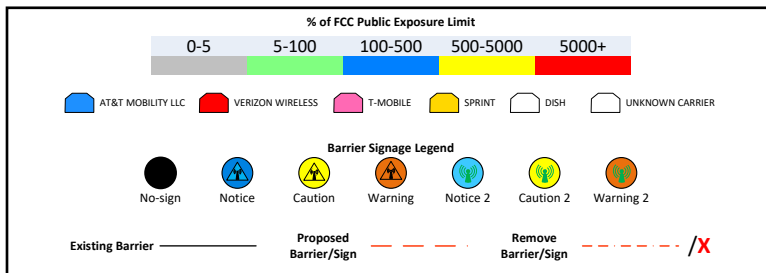 % of FCC Public Exposure Limit
0-5 5-100 100-500 500-5000 5000+
AT&T MOBILITY LLC VERIZON WIRELESS T-MOBILE SPRINT DISH UNKNOWN CARRIER
Barrier Signage Legend
No-sign Notice Caution Warning Notice 2 Caution 2 Warning 2
Existing Barrier Proposed Barrier/Sign Remove Barrier/Sign /X